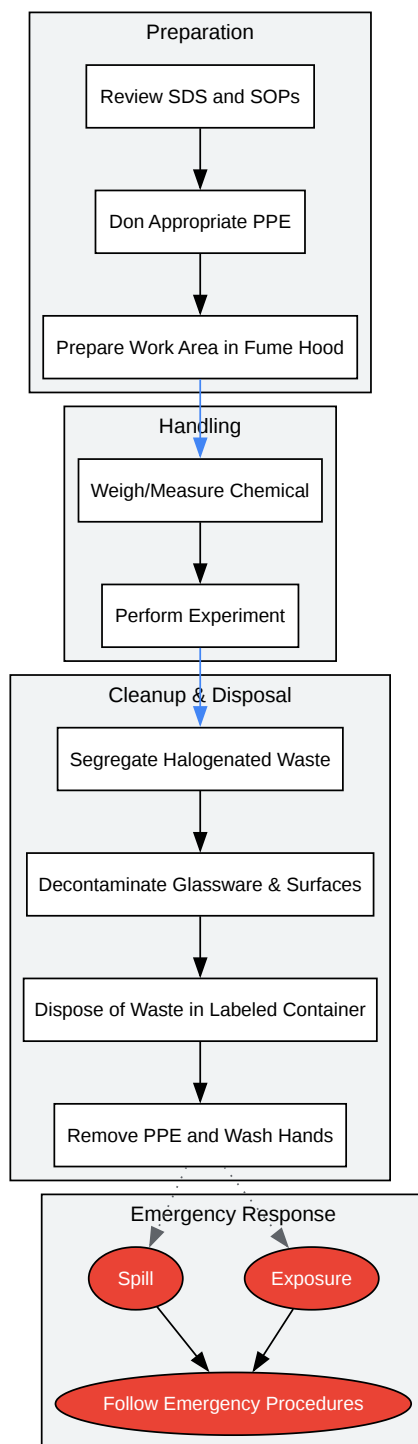 Preparation
Review SDS and SOPs
Don Appropriate PPE
Prepare Work Area in Fume Hood
Handling
Weigh/Measure Chemical
Perform Experiment
Cleanup & Disposal
Segregate Halogenated Waste
Decontaminate Glassware & Surfaces
Dispose of Waste in Labeled Container
Remove PPE and Wash Hands
Emergency Response
Spill
Exposure
Follow Emergency Procedures